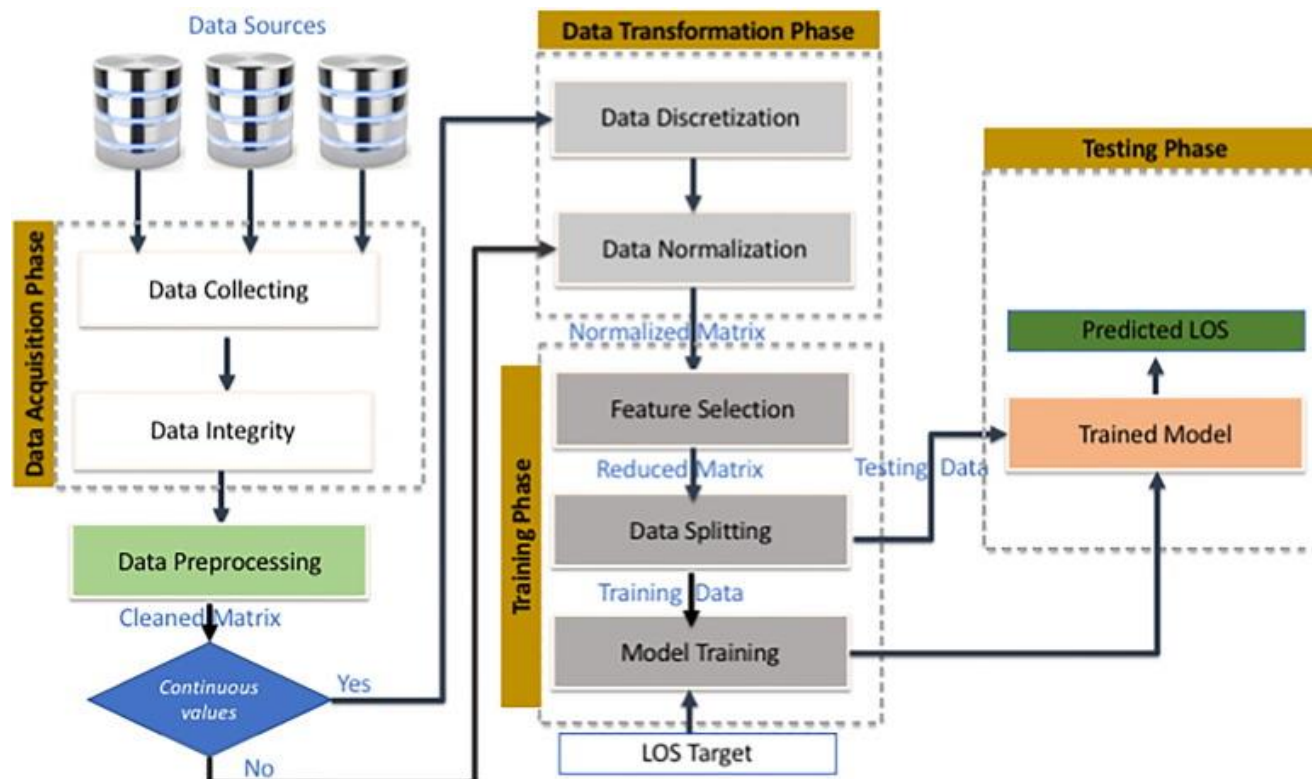 Data Sources
Data Acquisition Phase
Data Collecting
Data Integrity
Data Preprocessing
Cleaned Matrix
Continuous
values
Yes
No
Data Transformation Phase
Data Discretization
Data Normalization
Normalized Matrix
Training Phase
Feature Selection
Reduced Matrix
Data Splitting
Training Data
Model Training
LOS Target
Testing Data
Testing Phase
Predicted LOS
Trained Model